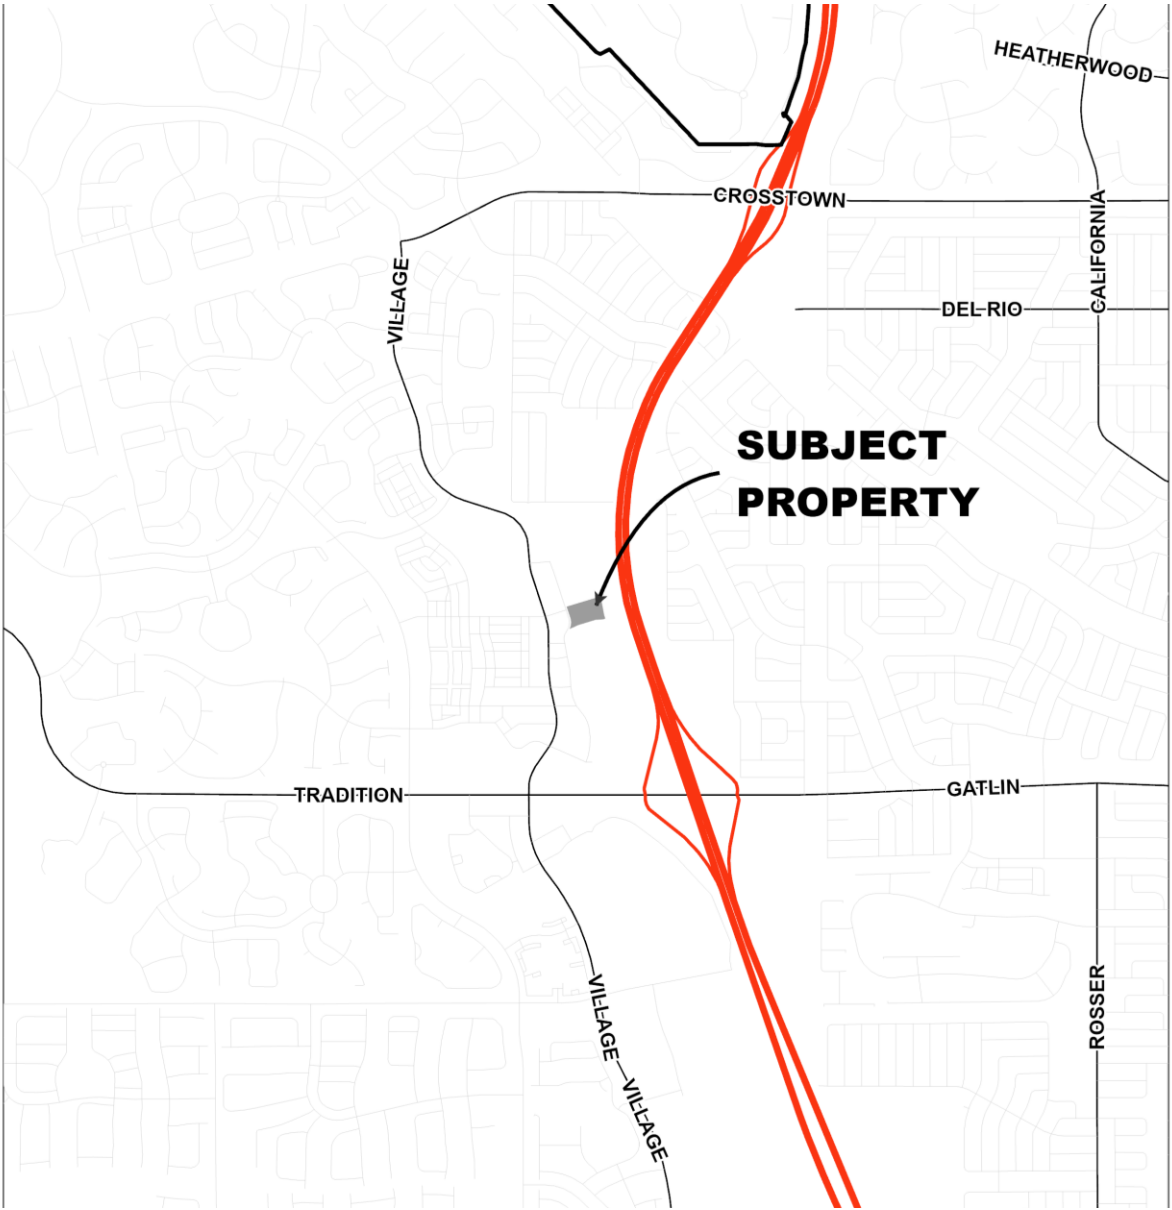 HEATHERWOOD
CROSSTOWN
CALIFORNIA
VILLAGE
DEL RIO
SUBJECT
PROPERTY
TRADITION
GATLIN
VILLAGE
ROSSER
VILLAGE